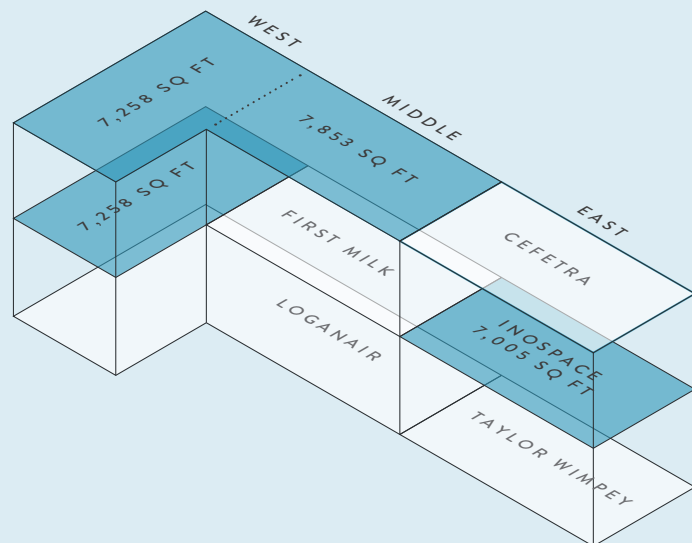 WEST
MIDDLE
EAST
7,258 SQ FT
7,853 SQ FT
CEFETRA
7,258 SQ FT
FIRST MILK
INOSPACE
7,005 SQ FT
LOGANAIR
TAYLOR WIMPEY